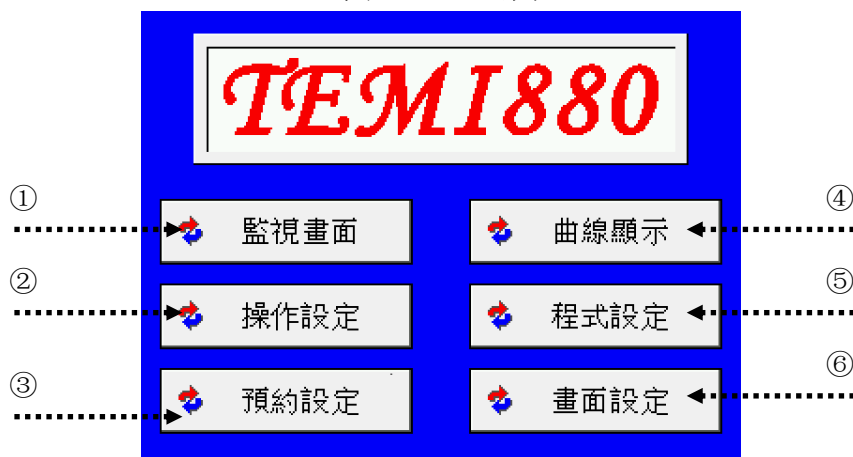 TEMI880
① 監視畫面
② 操作設定
③ 預約設定
④ 曲線顯示
⑤ 程式設定
⑥ 畫面設定